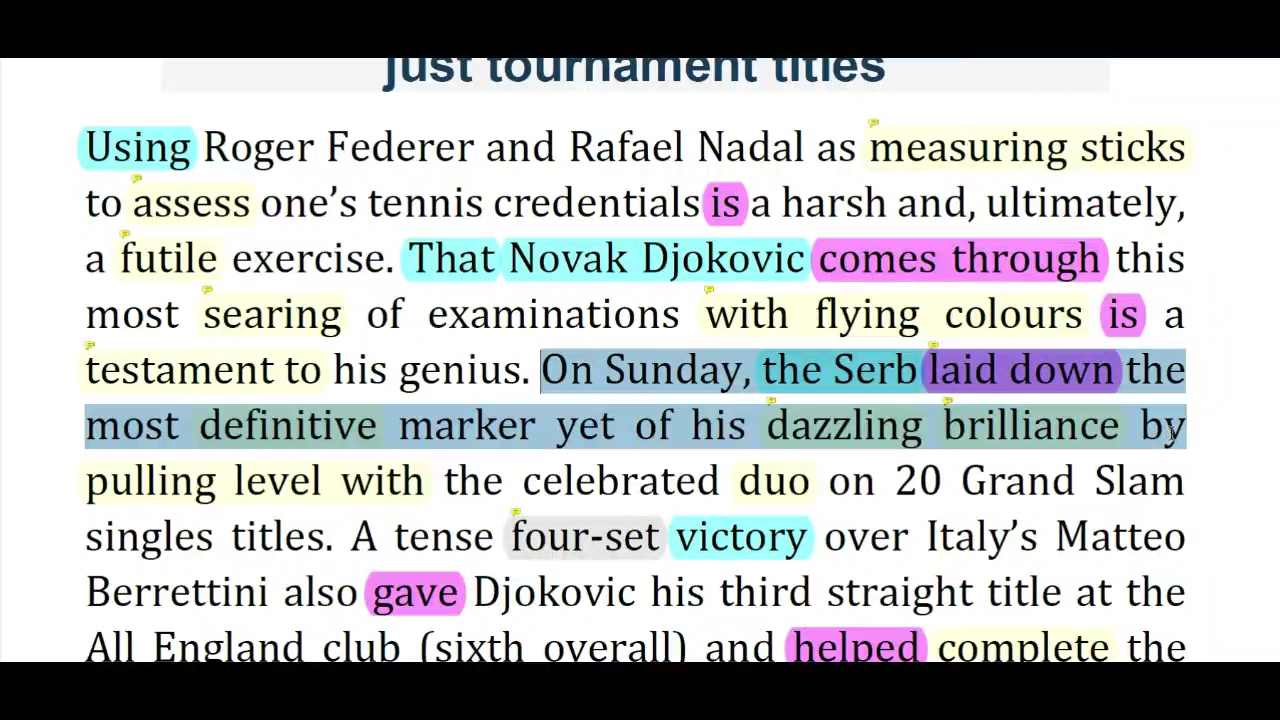 just tournament titles
Using Roger Federer and Rafael Nadal as measuring sticks
to assess one’s tennis credentials is a harsh and, ultimately,
a futile exercise. That Novak Djokovic comes through this
most searing of examinations with flying colours is a
testament to his genius. On Sunday, the Serb laid down the
most definitive marker yet of his dazzling brilliance by
pulling level with the celebrated duo on 20 Grand Slam
singles titles. A tense four-set victory over Italy’s Matteo
Berrettini also gave Djokovic his third straight title at the
All England club (sixth overall) and helped complete the